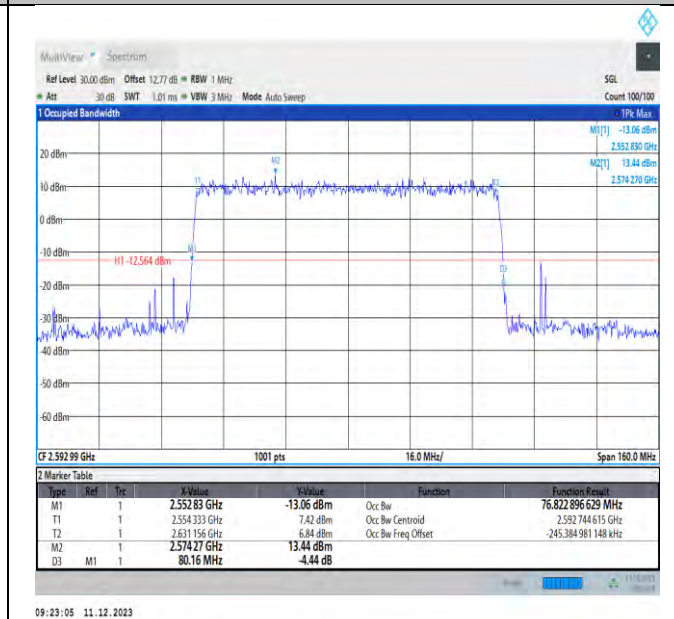 MultiView Spectrum
Ref Level 30.00 dBm Offset 12.77 dB RBW 1 MHz SGL
Att 30 dB SWT 1.01 ms VBW 3 MHz Mode Auto Sweep Count 100/100
1 Occupied Bandwidth 1Pk Max
M1[1] -13.06 dBm
2.552 830 GHz
M2[1] 13.44 dBm
2.574 270 GHz
20 dBm
M2
T1 T2
10 dBm
0 dBm
-10 dBm
M1
H1 -12.564 dBm
D3
-20 dBm
-30 dBm
-40 dBm
-50 dBm
-60 dBm
CF 2.592 99 GHz 1001 pts 16.0 MHz/ Span 160.0 MHz
2 Marker Table
Type Ref Trc X-Value Y-Value Function Function Result
M1 1 2.552 83 GHz -13.06 dBm Occ Bw 76.822 896 629 MHz
T1 1 2.554 333 GHz 7.42 dBm Occ Bw Centroid 2.592 744 615 GHz
T2 1 2.631 156 GHz 6.84 dBm Occ Bw Freq Offset -245.384 981 148 kHz
M2 1 2.574 27 GHz 13.44 dBm
D3 M1 1 80.16 MHz -4.44 dB
09:23:05 11.12.2023